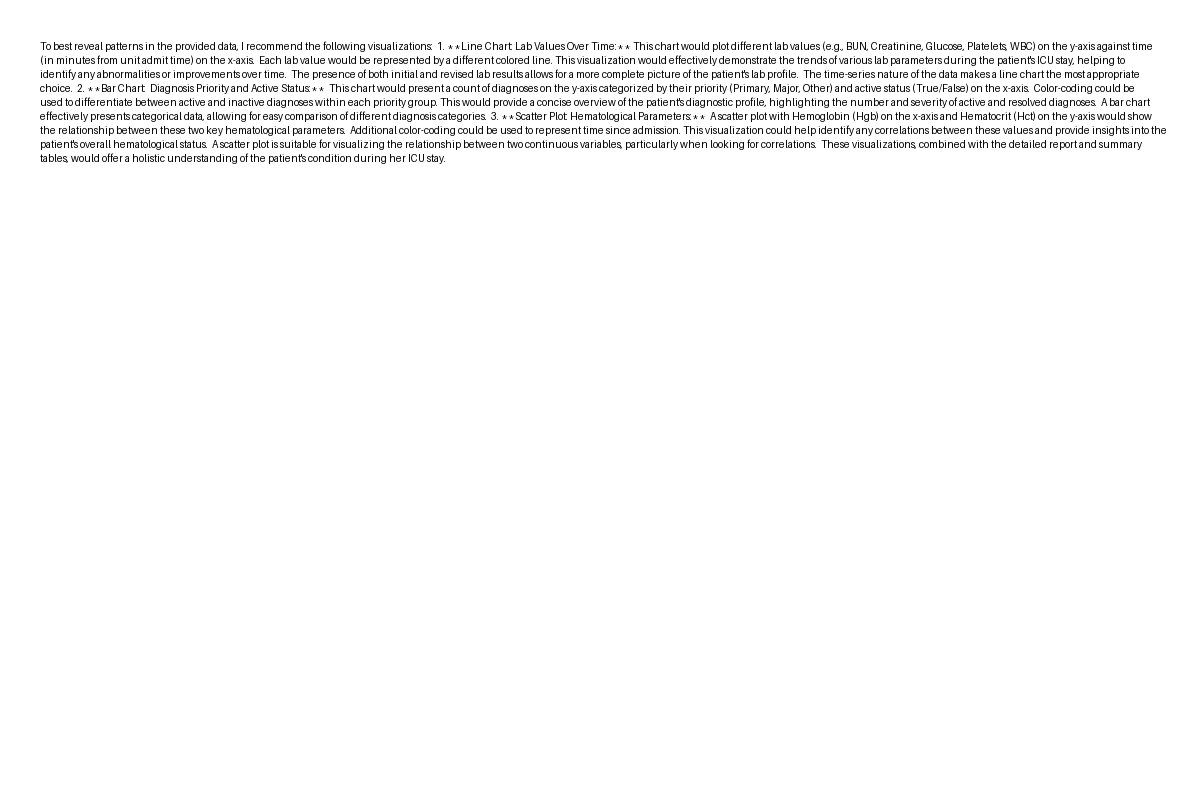 To best reveal patterns in the provided data, I recommend the following visualizations:  1. **Line Chart: Lab Values Over Time:** This chart would plot different lab values (e.g., BUN, Creatinine, Glucose, Platelets, WBC) on the y-axis against time
(in minutes from unit admit time) on the x-axis.  Each lab value would be represented by a different colored line. This visualization would effectively demonstrate the trends of various lab parameters during the patient's ICU stay, helping to
identify any abnormalities or improvements over time.  The presence of both initial and revised lab results allows for a more complete picture of the patient's lab profile.  The time-series nature of the data makes a line chart the most appropriate
choice.  2. **Bar Chart:  Diagnosis Priority and Active Status:**  This chart would present a count of diagnoses on the y-axis categorized by their priority (Primary, Major, Other) and active status (True/False) on the x-axis.  Color-coding could be
used to differentiate between active and inactive diagnoses within each priority group. This would provide a concise overview of the patient's diagnostic profile, highlighting the number and severity of active and resolved diagnoses.  A bar chart
effectively presents categorical data, allowing for easy comparison of different diagnosis categories.  3. **Scatter Plot: Hematological Parameters:**  A scatter plot with Hemoglobin (Hgb) on the x-axis and Hematocrit (Hct) on the y-axis would show
the relationship between these two key hematological parameters.  Additional color-coding could be used to represent time since admission. This visualization could help identify any correlations between these values and provide insights into the
patient's overall hematological status.  A scatter plot is suitable for visualizing the relationship between two continuous variables, particularly when looking for correlations.  These visualizations, combined with the detailed report and summary
tables, would offer a holistic understanding of the patient's condition during her ICU stay.